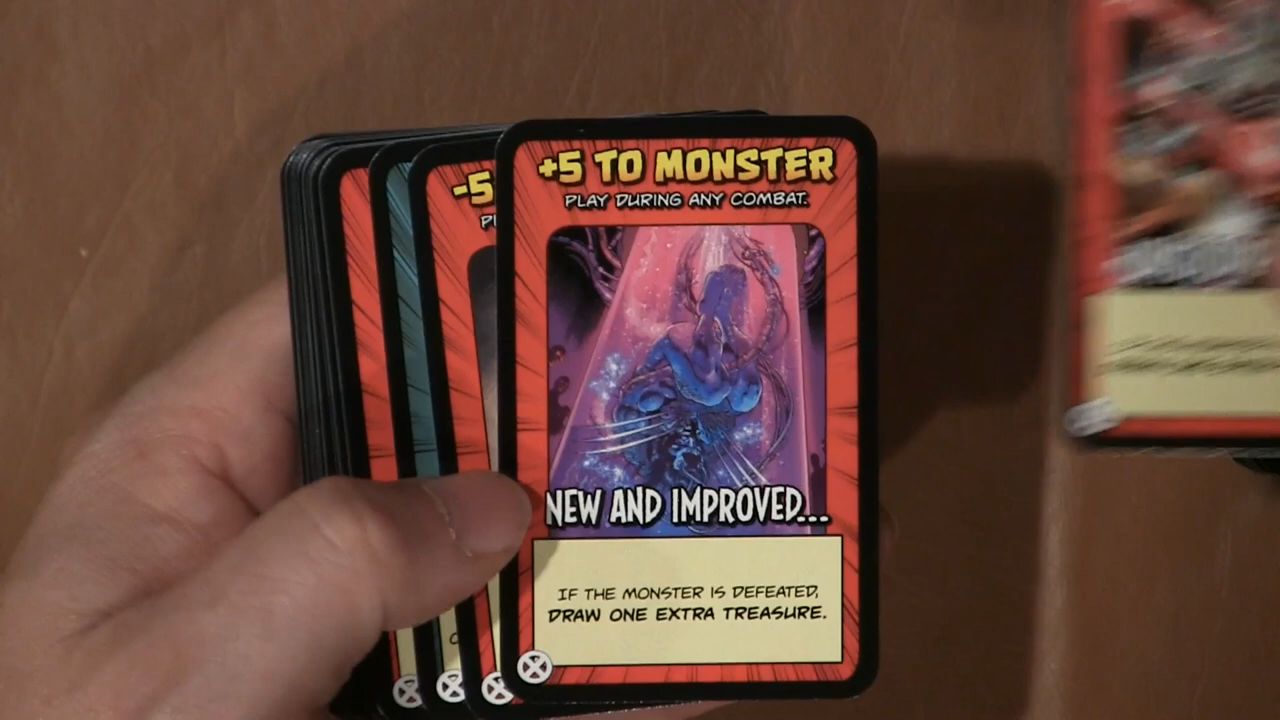 +5 TO MONSTER
PLAY DURING ANY COMBAT.
-5
NEW AND IMPROVED...
IF THE MONSTER IS DEFEATED,
DRAW ONE EXTRA TREASURE.